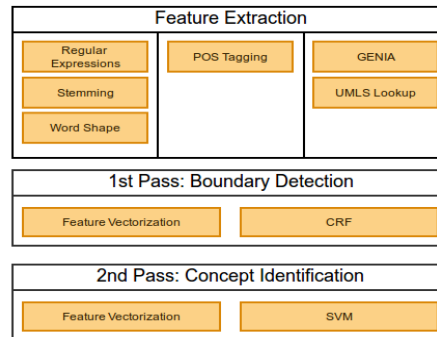 Feature Extraction
Regular
Expressions
Stemming
Word Shape
POS Tagging
GENIA
UMLS Lookup
1st Pass: Boundary Detection
Feature Vectorization
CRF
2nd Pass: Concept Identification
Feature Vectorization
SVM